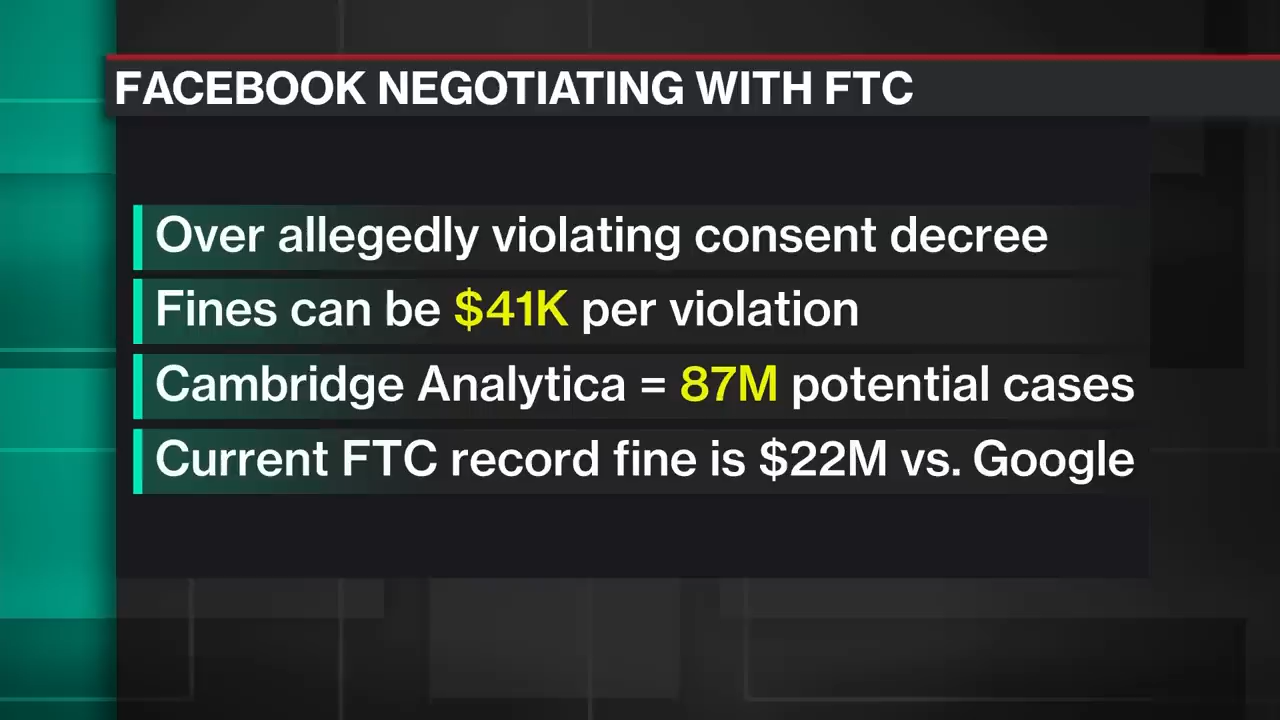 FACEBOOK NEGOTIATING WITH FTC
Over allegedly violating consent decree
Fines can be $41K per violation
Cambridge Analytica = 87M potential cases
Current FTC record fine is $22M vs. Google